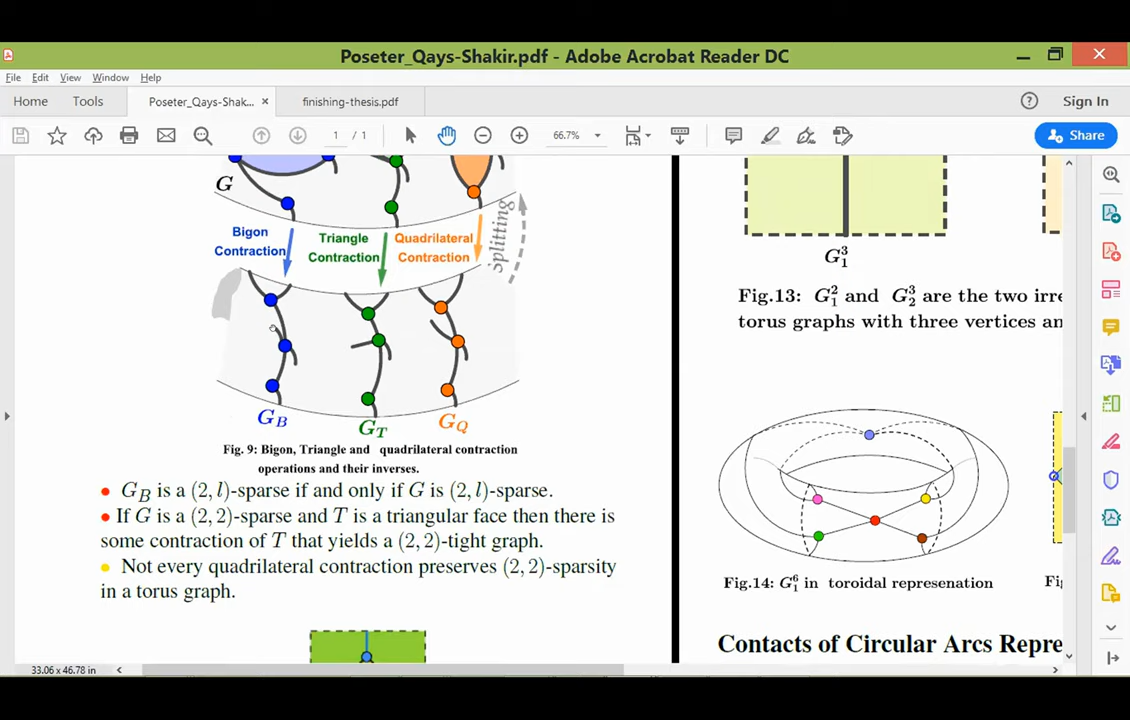 Poseter_Qays-Shakir.pdf - Adobe Acrobat Reader DC
File Edit View Window Help
Home Tools Poseter_Qays-Shak... × finishing-thesis.pdf Sign In
1 / 1 66.7% Share
G
Bigon
Contraction
Triangle
Contraction
Quadrilateral
Contraction
Splitting
G_B
G_T
G_Q
Fig. 9: Bigon, Triangle and quadrilateral contraction
operations and their inverses.
• G_B is a (2, l)-sparse if and only if G is (2, l)-sparse.
• If G is a (2, 2)-sparse and T is a triangular face then there is
some contraction of T that yields a (2, 2)-tight graph.
• Not every quadrilateral contraction preserves (2, 2)-sparsity
in a torus graph.
G_1^3
Fig.13: G_1^2 and G_2^3 are the two irre
torus graphs with three vertices an
Fig.14: G_1^6 in toroidal represenation
Fi
Contacts of Circular Arcs Repre
33.06 x 46.78 in